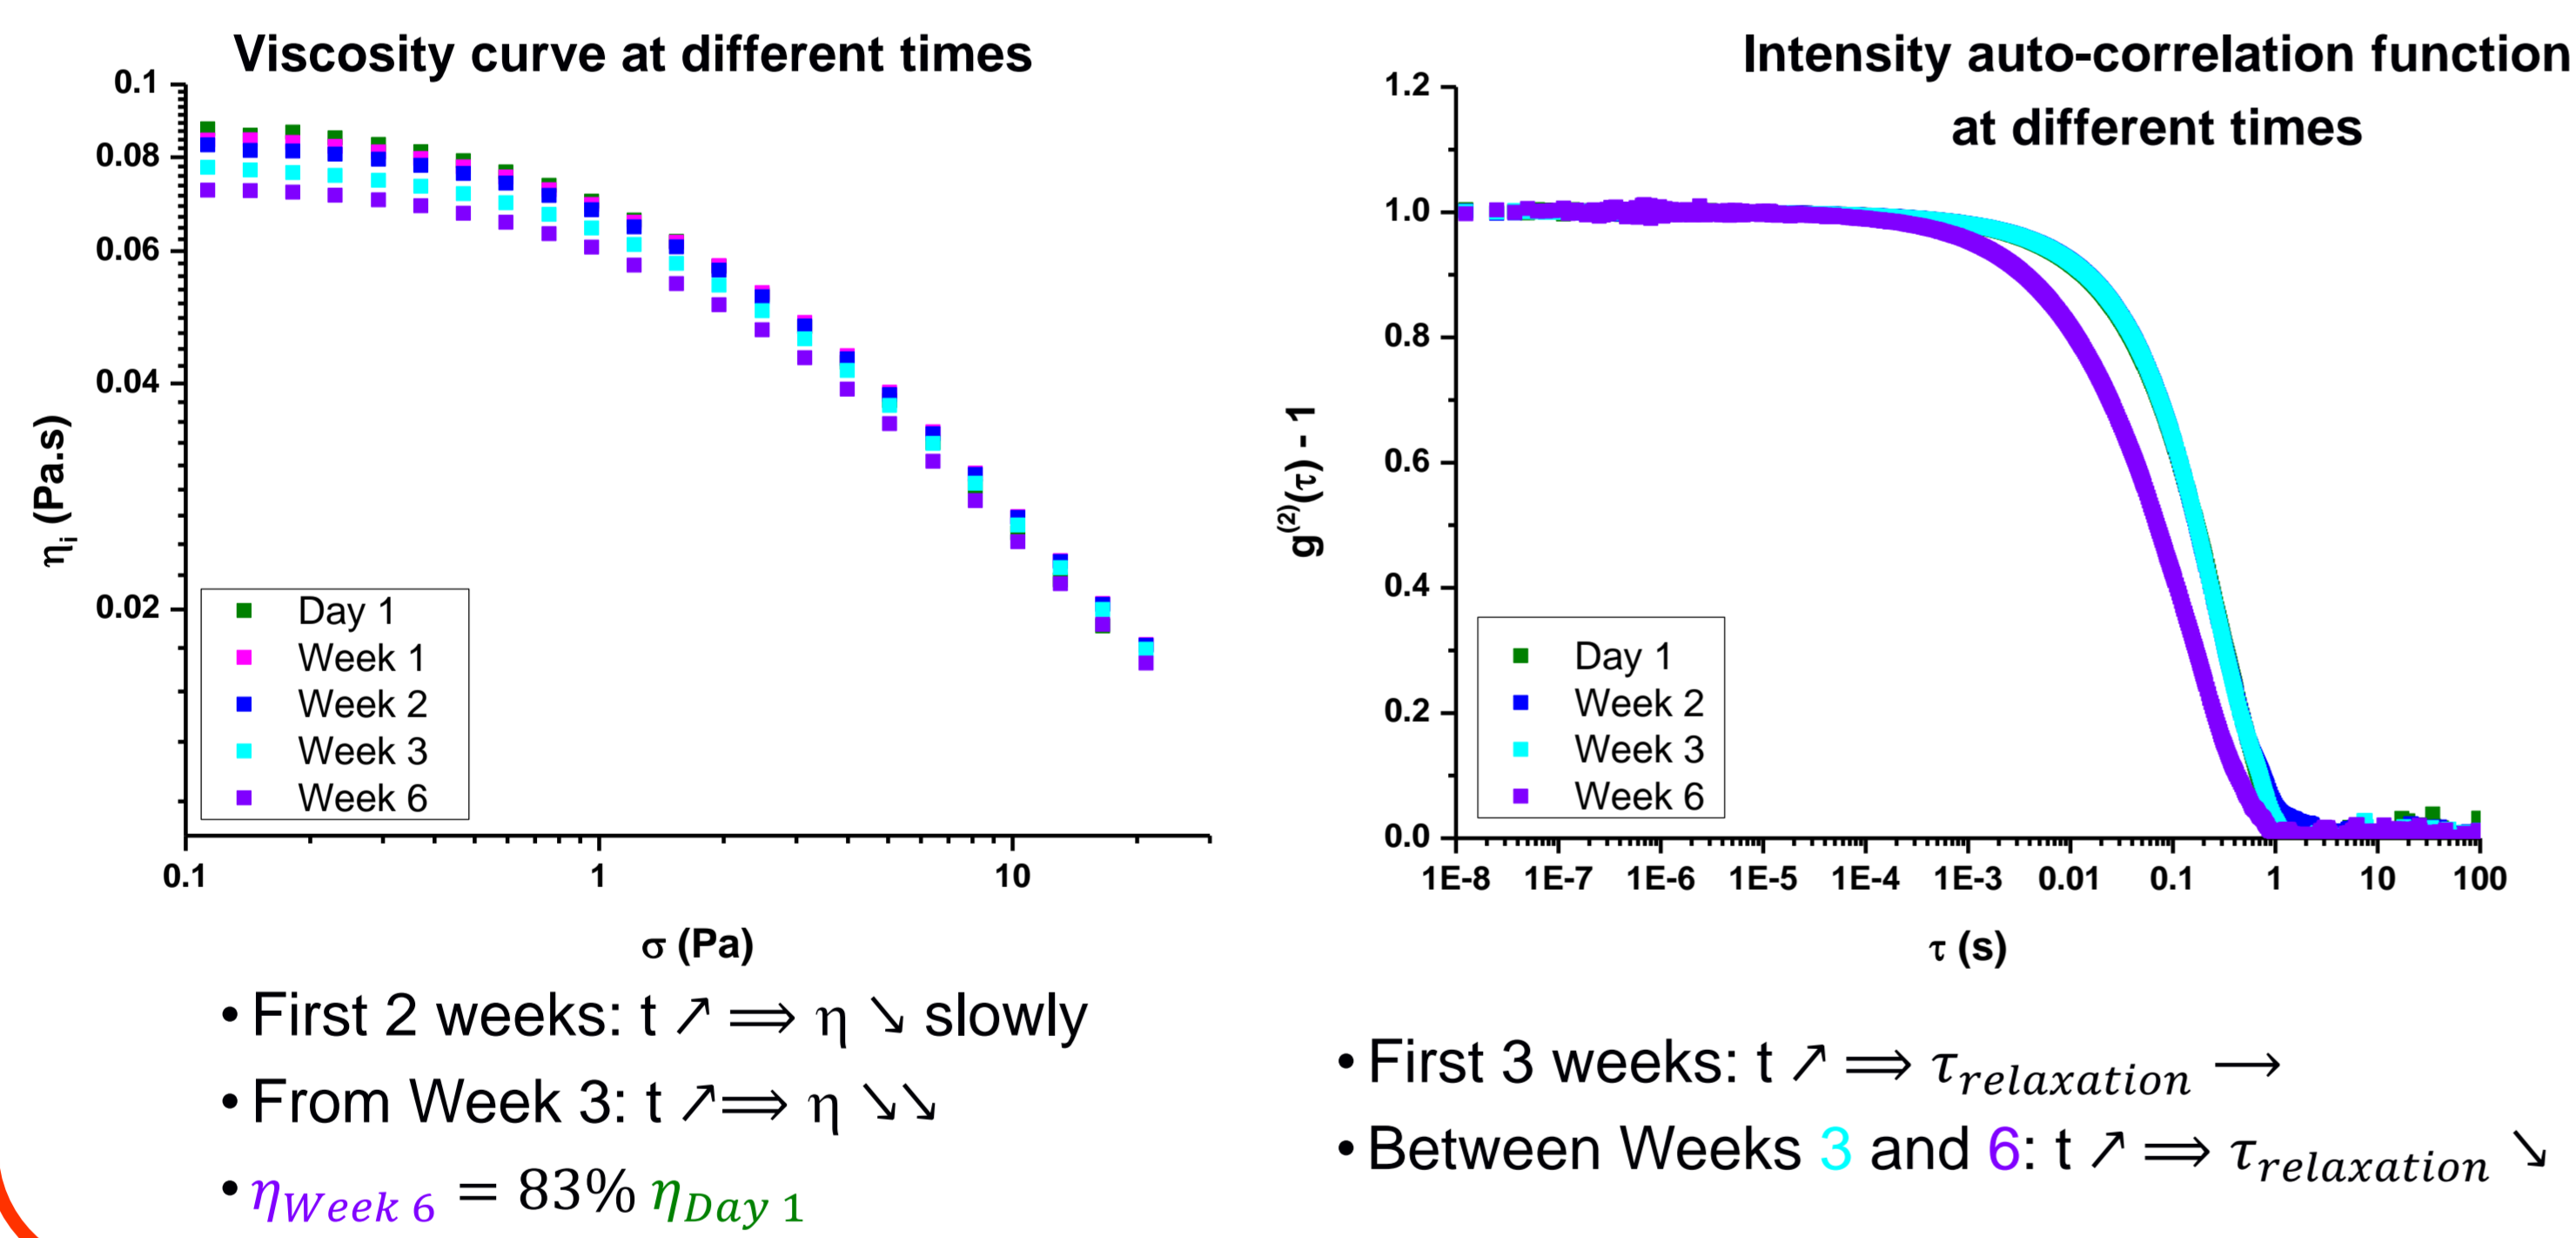 Viscosity curve at different times
0.1
0.08
0.06
0.04
0.02
ηi (Pa.s)
Day 1
Week 1
Week 2
Week 3
Week 6
0.1 1 10
σ (Pa)
• First 2 weeks: t ↗ ⟹ η ↘ slowly
• From Week 3: t ↗⟹ η ↘↘
• ηWeek 6 = 83% ηDay 1
Intensity auto-correlation function
at different times
1.2
1.0
0.8
0.6
0.4
0.2
0.0
g(2)(τ) - 1
Day 1
Week 2
Week 3
Week 6
1E-8 1E-7 1E-6 1E-5 1E-4 1E-3 0.01 0.1 1 10 100
τ (s)
• First 3 weeks: t ↗ ⟹ τrelaxation →
• Between Weeks 3 and 6: t ↗ ⟹ τrelaxation ↘